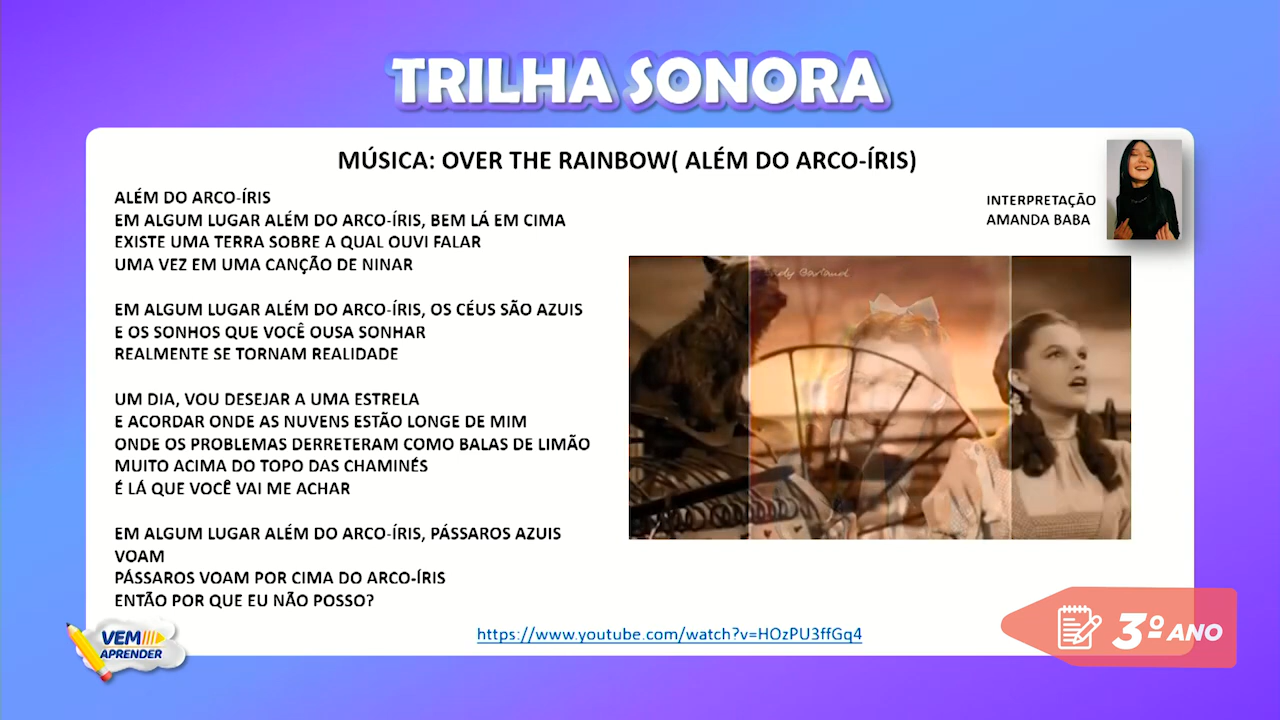 TRILHA SONORA
MÚSICA: OVER THE RAINBOW( ALÉM DO ARCO-ÍRIS)
ALÉM DO ARCO-ÍRIS
EM ALGUM LUGAR ALÉM DO ARCO-ÍRIS, BEM LÁ EM CIMA
EXISTE UMA TERRA SOBRE A QUAL OUVI FALAR
UMA VEZ EM UMA CANÇÃO DE NINAR
EM ALGUM LUGAR ALÉM DO ARCO-ÍRIS, OS CÉUS SÃO AZUIS
E OS SONHOS QUE VOCÊ OUSA SONHAR
REALMENTE SE TORNAM REALIDADE
UM DIA, VOU DESEJAR A UMA ESTRELA
E ACORDAR ONDE AS NUVENS ESTÃO LONGE DE MIM
ONDE OS PROBLEMAS DERRETERAM COMO BALAS DE LIMÃO
MUITO ACIMA DO TOPO DAS CHAMINÉS
É LÁ QUE VOCÊ VAI ME ACHAR
EM ALGUM LUGAR ALÉM DO ARCO-ÍRIS, PÁSSAROS AZUIS
VOAM
PÁSSAROS VOAM POR CIMA DO ARCO-ÍRIS
ENTÃO POR QUE EU NÃO POSSO?
INTERPRETAÇÃO
AMANDA BABA
https://www.youtube.com/watch?v=HOzPU3ffGq4
VEM
APRENDER
3º ANO